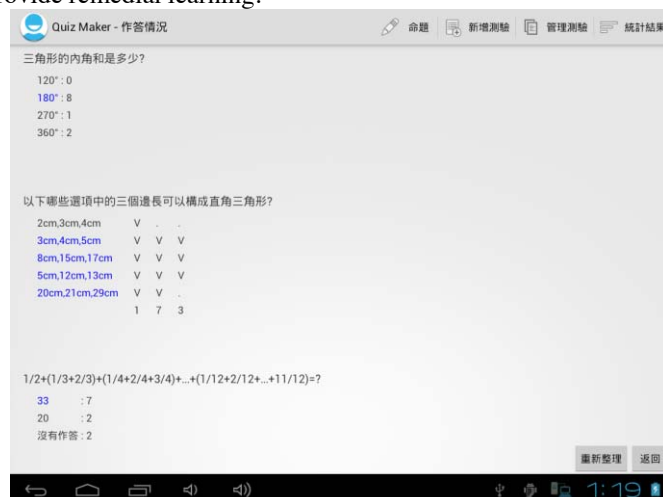 provide remedial learning.
Quiz Maker - 作答情況 命題 新增測驗 管理測驗 統計結果
三角形的內角和是多少?
120° : 0
180° : 8
270° : 1
360° : 2
以下哪些選項中的三個邊長可以構成直角三角形?
2cm,3cm,4cm V . .
3cm,4cm,5cm V V V
8cm,15cm,17cm V V V
5cm,12cm,13cm V V V
20cm,21cm,29cm V V .
1 7 3
1/2+(1/3+2/3)+(1/4+2/4+3/4)+...+(1/12+2/12+...+11/12)=?
33 : 7
20 : 2
沒有作答 : 2
重新整理 返回
1:19